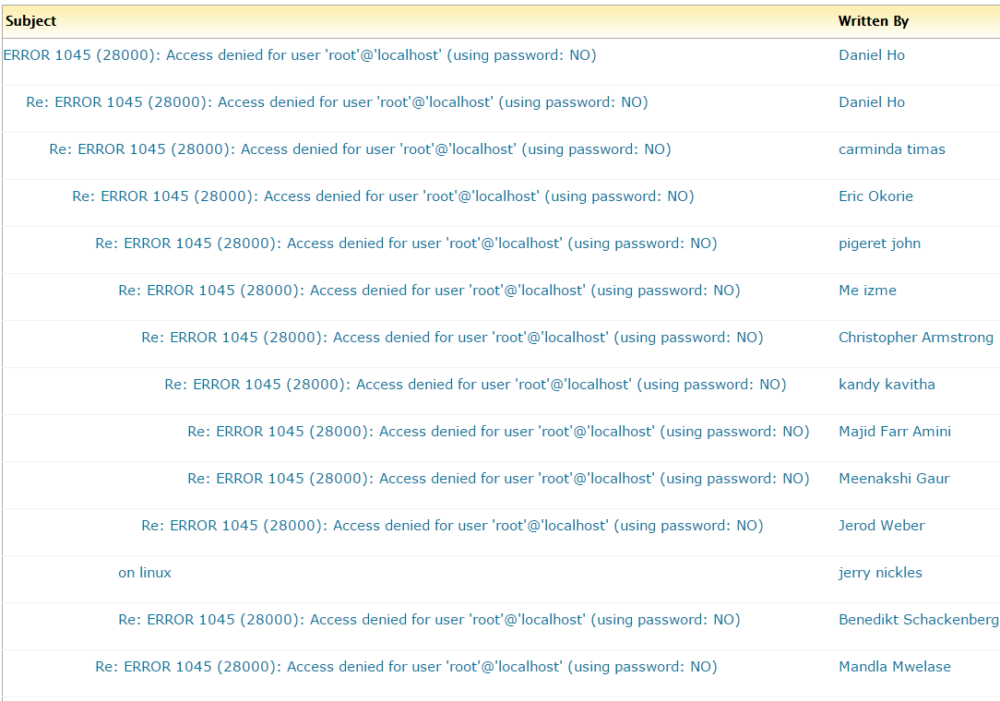 Subject Written By
ERROR 1045 (28000): Access denied for user 'root'@'localhost' (using password: NO) Daniel Ho
Re: ERROR 1045 (28000): Access denied for user 'root'@'localhost' (using password: NO) Daniel Ho
Re: ERROR 1045 (28000): Access denied for user 'root'@'localhost' (using password: NO) carminda timas
Re: ERROR 1045 (28000): Access denied for user 'root'@'localhost' (using password: NO) Eric Okorie
Re: ERROR 1045 (28000): Access denied for user 'root'@'localhost' (using password: NO) pigeret john
Re: ERROR 1045 (28000): Access denied for user 'root'@'localhost' (using password: NO) Me izme
Re: ERROR 1045 (28000): Access denied for user 'root'@'localhost' (using password: NO) Christopher Armstrong
Re: ERROR 1045 (28000): Access denied for user 'root'@'localhost' (using password: NO) kandy kavitha
Re: ERROR 1045 (28000): Access denied for user 'root'@'localhost' (using password: NO) Majid Farr Amini
Re: ERROR 1045 (28000): Access denied for user 'root'@'localhost' (using password: NO) Meenakshi Gaur
Re: ERROR 1045 (28000): Access denied for user 'root'@'localhost' (using password: NO) Jerod Weber
on linux jerry nickles
Re: ERROR 1045 (28000): Access denied for user 'root'@'localhost' (using password: NO) Benedikt Schackenberg
Re: ERROR 1045 (28000): Access denied for user 'root'@'localhost' (using password: NO) Mandla Mwelase